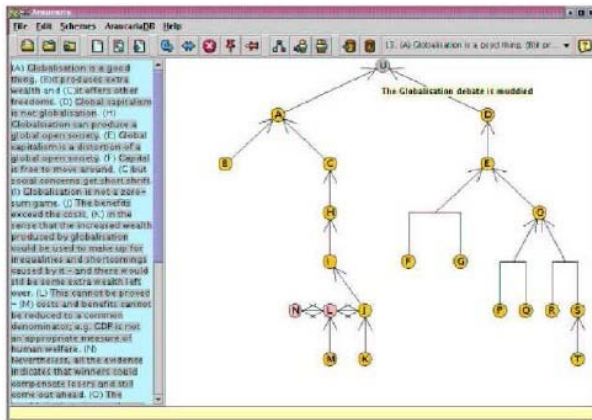 Araucaria
File Edit Schemes AraucariaDB Help
13. (A) Globalisation is a good thing. (B)it pr...
(A) Globalisation is a good
thing. (B)it produces extra
wealth and (C)it offers other
freedoms. (D) Global capitalism
is not globalisation. (H)
Globalisation can produce a
global open society. (E) Global
capitalism is a distortion of a
global open society. (F) Capital
is free to move around, (G but
social concerns get short shrift.
(I) Globalisation is not a zero-
sum game. (J) The benefits
exceed the costs, (K) in the
sense that the increased wealth
produced by globalisation
could be used to make up for
inequalities and shortcomings
caused by it - and there would
still be some extra wealth left
over. (L) This cannot be proved
- (M) costs and benefits cannot
be reduced to a common
denominator; e.g. GDP is not
an appropriate measure of
human welfare. (N)
Nevertheless, all the evidence
indicates that winners could
compensate losers and still
come out ahead. (O) The
U
The Globalisation debate is muddied
A D
B C E
H O
F G
I
N L J P Q R S
M K T